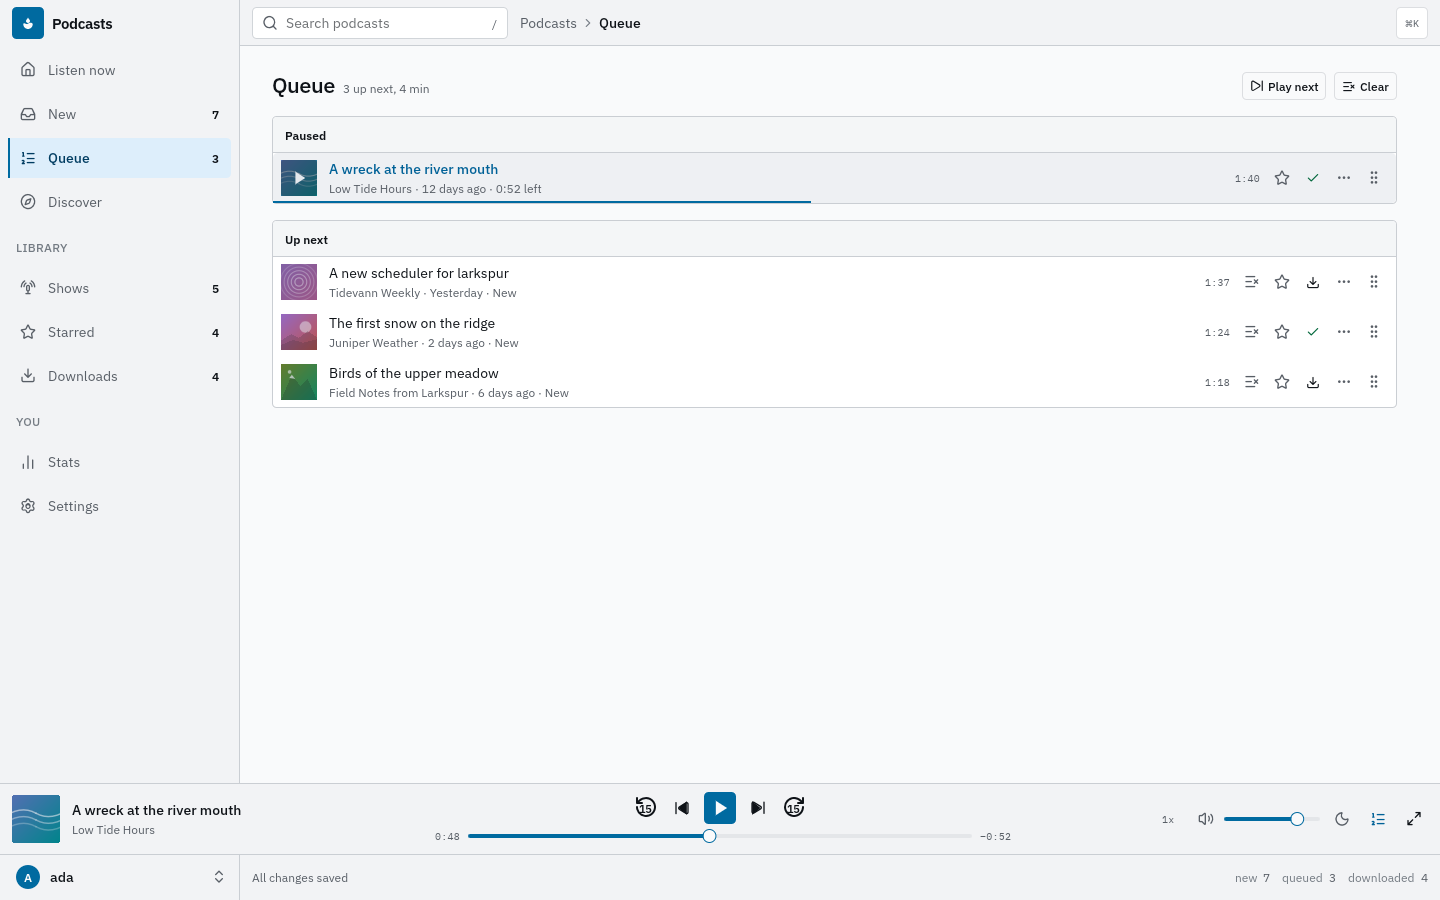 Podcasts
Search podcasts /
Podcasts > Queue
⌘K
Listen now
New 7
Queue 3
Discover
LIBRARY
Shows 5
Starred 4
Downloads 4
YOU
Stats
Settings
Queue 3 up next, 4 min
Play next
Clear
Paused
A wreck at the river mouth
Low Tide Hours · 12 days ago · 0:52 left
1:40
Up next
A new scheduler for larkspur
Tidevann Weekly · Yesterday · New
1:37
The first snow on the ridge
Juniper Weather · 2 days ago · New
1:24
Birds of the upper meadow
Field Notes from Larkspur · 6 days ago · New
1:18
A wreck at the river mouth
Low Tide Hours
15
15
0:48
−0:52
1x
A ada
All changes saved
new 7 queued 3 downloaded 4